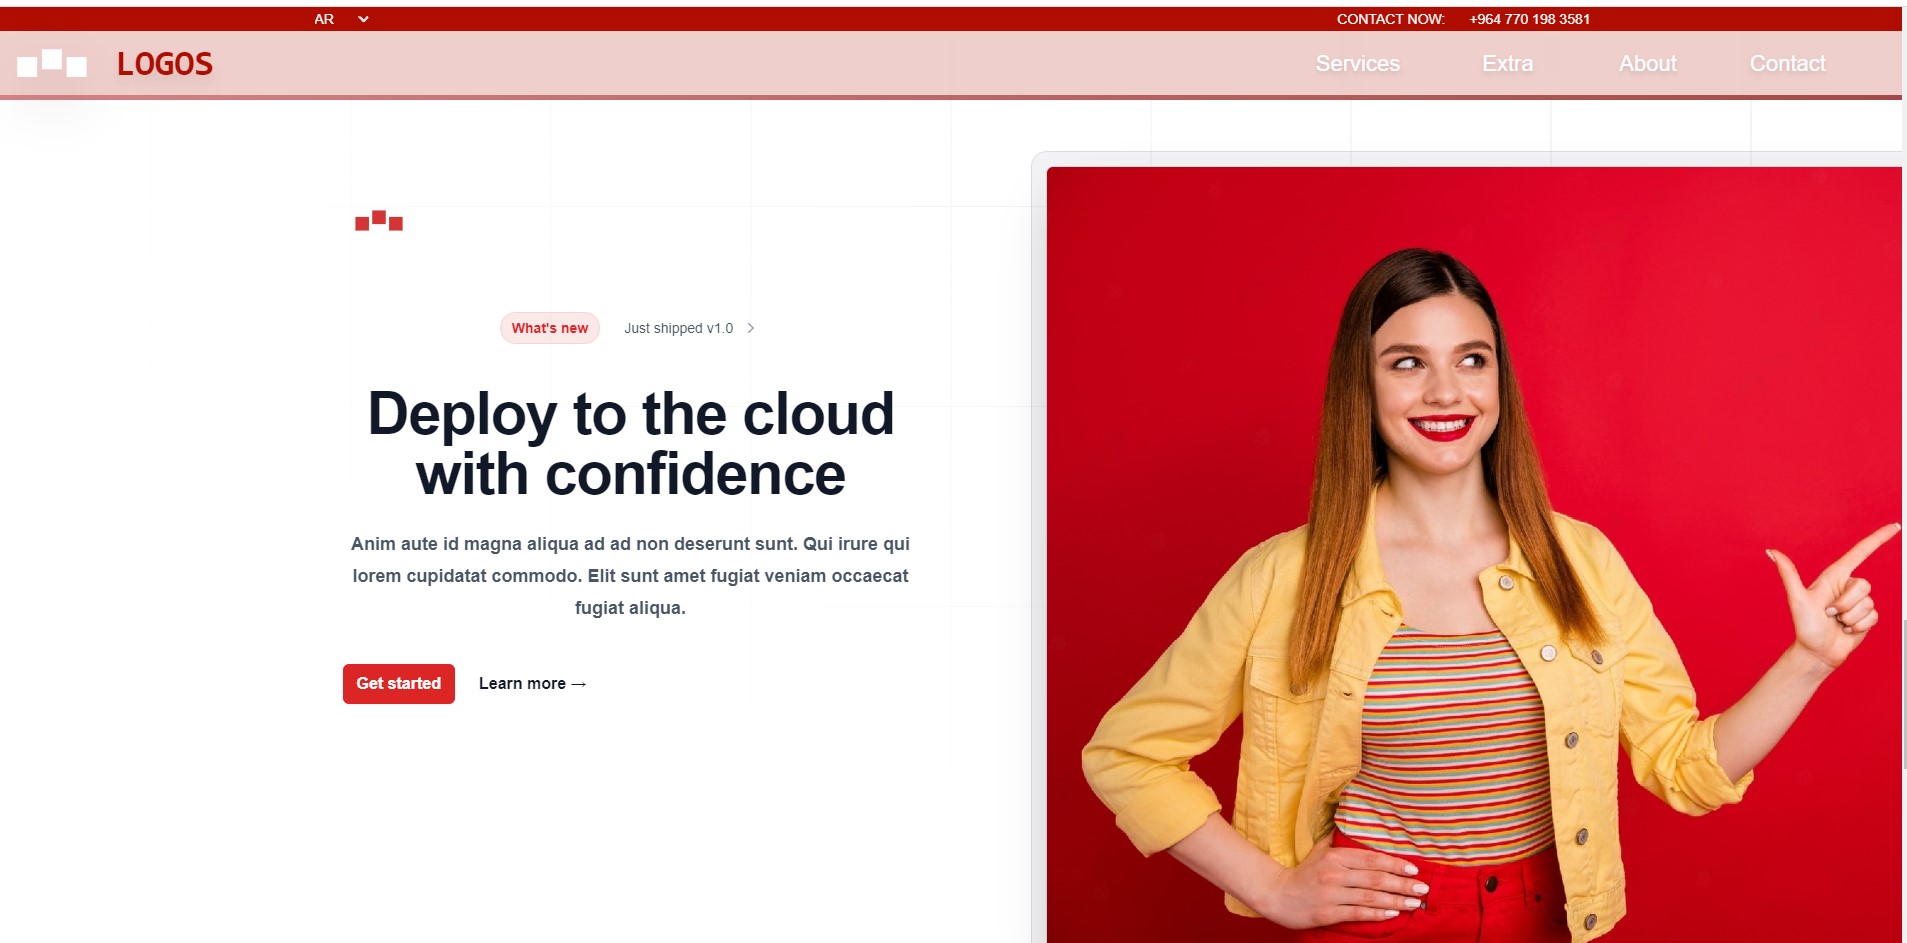 AR
CONTACT NOW: +964 770 198 3581
LOGOS
Services Extra About Contact
What's new Just shipped v1.0
Deploy to the cloud
with confidence
Anim aute id magna aliqua ad ad non deserunt sunt. Qui irure qui
lorem cupidatat commodo. Elit sunt amet fugiat veniam occaecat
fugiat aliqua.
Get started Learn more →